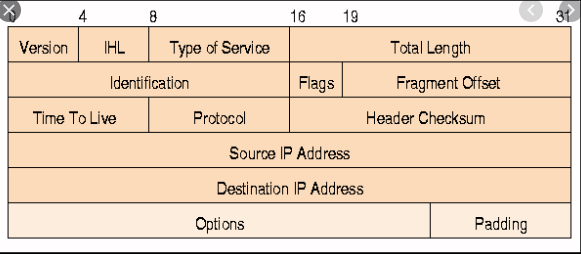 0 4 8 16 19 31
Version IHL Type of Service Total Length
Identification Flags Fragment Offset
Time To Live Protocol Header Checksum
Source IP Address
Destination IP Address
Options Padding